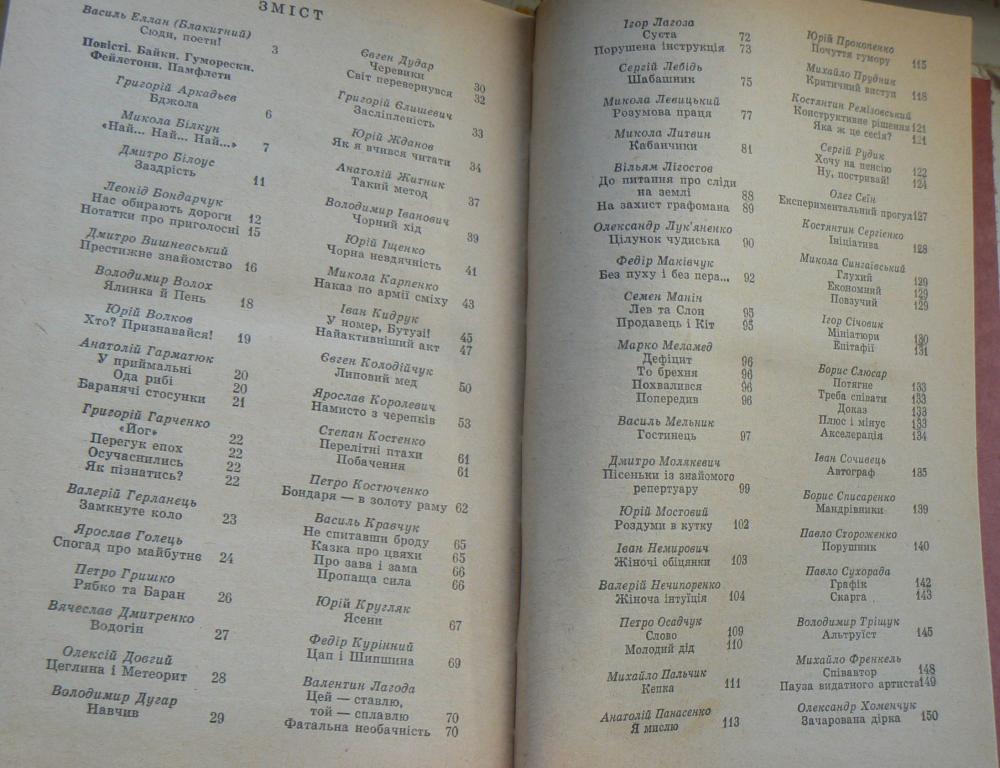 ЗМІСТ
Василь Еллан (Блакитний)
Сюди, поети! 3
Повісті. Байки. Гуморески.
Фейлетони. Памфлети
Григорій Аркадьєв
Бджола 6
Микола Білкун
«Най... Най... Най...» 7
Дмитро Білоус
Заздрість 11
Леонід Бондарчук
Нас обирають дороги 12
Нотатки про приголосні 15
Дмитро Вишневський
Престижне знайомство 16
Володимир Волох
Ялинка й Пень 18
Юрій Волков
Хто? Признавайся! 19
Анатолій Гарматюк
У приймальні 20
Ода рибі 20
Баранячі стосунки 21
Григорій Гарченко
«Йог» 22
Перегук епох 22
Осучаснились 22
Як пізнатись? 22
Валерій Герланець
Замкнуте коло 23
Ярослав Голець
Спогад про майбутнє 24
Петро Гришко
Рябко та Баран 26
Вячеслав Дмитренко
Водогін 27
Олексій Довгий
Цеглина і Метеорит 28
Володимир Дугар
Навчив 29
Євген Дудар
Черевики 30
Світ перевернувся 32
Григорій Єлишевич
Засліпленість 33
Юрій Жданов
Як я вчився читати 34
Анатолій Житник
Такий метод 37
Володимир Іванович
Чорний хід 39
Юрій Іщенко
Чорна невдячність 41
Микола Карпенко
Наказ по армії сміху 43
Іван Кидрук
У номер, Бутузі! 45
Найактивніший акт 47
Євген Колодійчук
Липовий мед 50
Ярослав Королевич
Намисто з черепків 53
Степан Костенко
Перелітні птахи 61
Побачення 61
Петро Костюченко
Бондаря — в золоту раму 62
Василь Кравчук
Не спитавши броду 65
Казка про цвяхи 65
Про зава і зама 66
Пропаща сила 66
Юрій Кругляк
Ясени 67
Федір Курінний
Цап і Шипшина 69
Валентин Лагода
Цей — ставлю,
той — сплавлю 70
Фатальна необачність 70
Ігор Лагоза
Суєта 72
Порушена інструкція 73
Сергій Лебідь
Шабашник 75
Микола Левицький
Розумова праця 77
Микола Литвин
Кабанчики 81
Вільям Лігостов
До питання про сліди
на землі 88
На захист графомана 89
Олександр Лук'яненко
Цілунок чудиська 90
Федір Маківчук
Без пуху і без пера... 92
Семен Манін
Лев та Слон 95
Продавець і Кіт 95
Марко Меламед
Дефіцит 96
То брехня 96
Похвалився 96
Попередив 96
Василь Мельник
Гостинець 97
Дмитро Моляневич
Пісеньки із знайомого
репертуару 99
Юрій Мостовий
Роздуми в кутку 102
Іван Немирович
Жіночі обіцянки 103
Валерій Нечипоренко
Жіноча інтуїція 104
Петро Осадчук
Слово 109
Молодий дід 110
Михайло Пальчик
Кепка 111
Анатолій Панасенко
Я мислю 113
Юрій Прокопенко
Почуття гумору 115
Михайло Прудник
Критичний виступ 118
Костянтин Ремізовський
Конструктивне рішення 121
Яка ж це сесія? 121
Сергій Рудик
Хочу на пенсію 122
Ну, постривай! 124
Олег Сеїн
Експериментальний прогул 127
Костянтин Сергієнко
Ініціатива 128
Микола Сингаївський
Глухий 129
Економний 129
Повзучий 129
Ігор Січовик
Мініатюри 130
Епітафії 131
Борис Слюсар
Потягне 133
Треба співати 133
Доказ 133
Плюс і мінус 133
Акселерація 134
Іван Сочивець
Автограф 135
Борис Списаренко
Мандрівники 139
Павло Стороженко
Порушник 140
Павло Сухорада
Графік 142
Скарга 143
Володимир Тріщук
Альтруїст 145
Михайло Френкель
Співавтор 148
Пауза видатного артиста 149
Олександр Хоменчук
Зачарована дірка 150